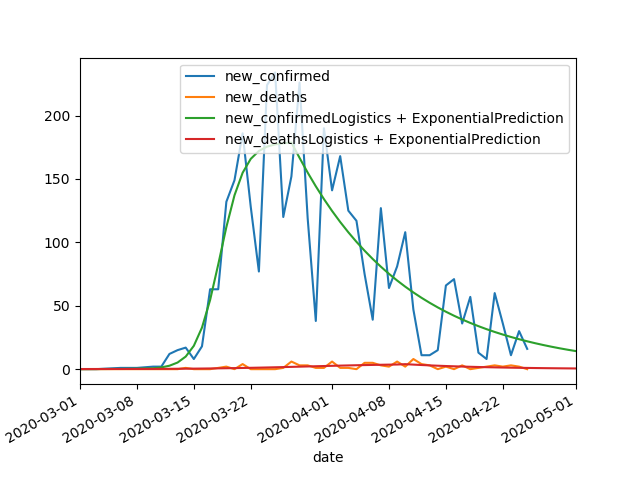 new_confirmed
new_deaths
new_confirmedLogistics + ExponentialPrediction
new_deathsLogistics + ExponentialPrediction
200
150
100
50
0
2020-03-01
2020-03-08
2020-03-15
2020-03-22
2020-04-01
2020-04-08
2020-04-15
2020-04-22
2020-05-01
date